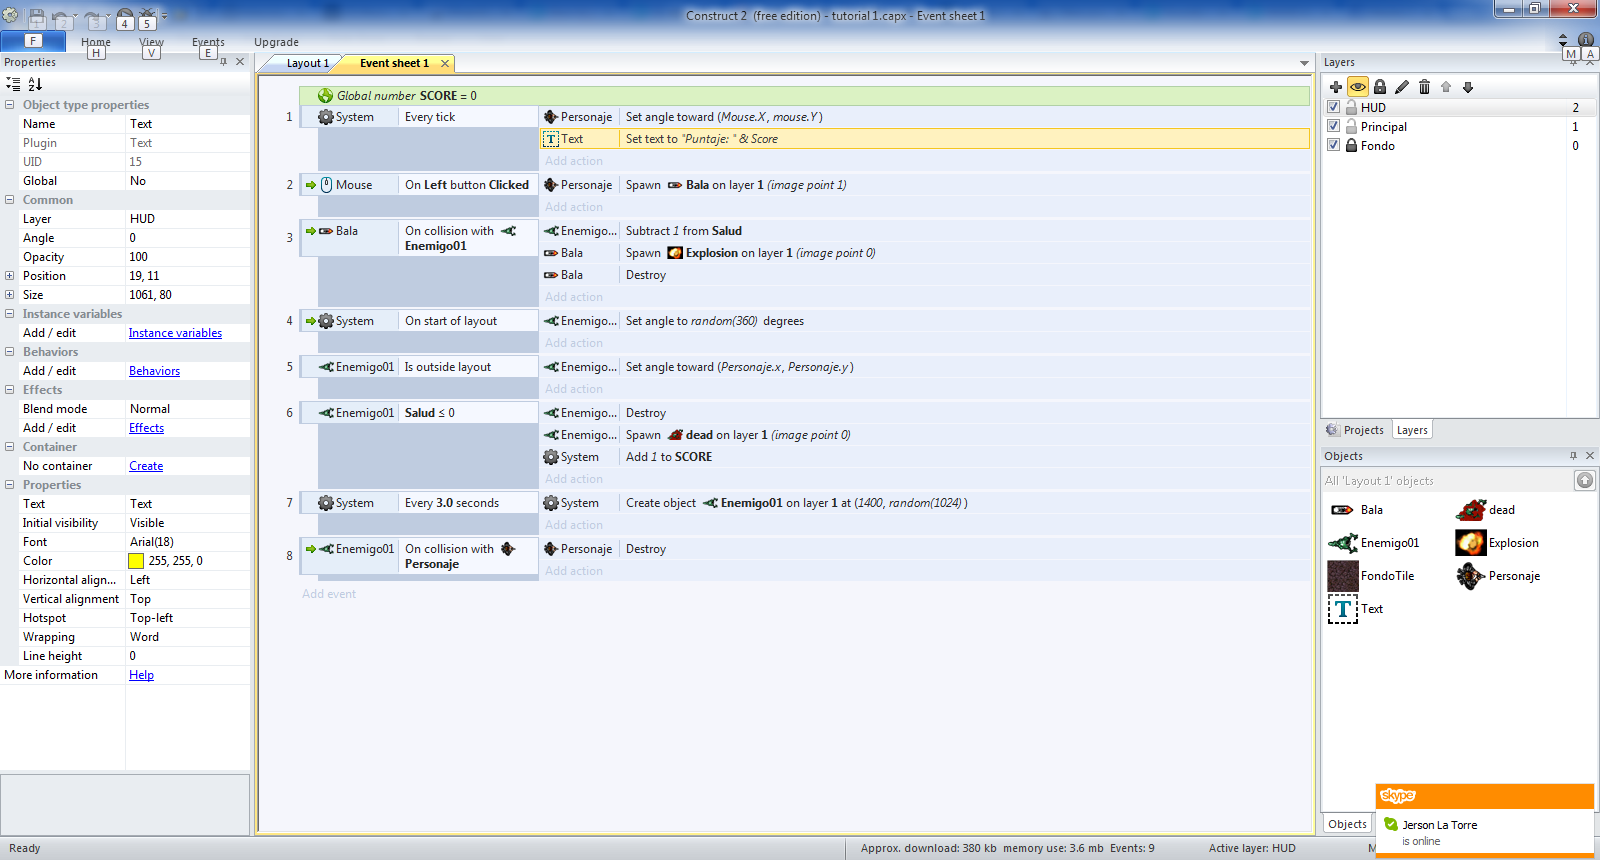 Construct 2 (free edition) - tutorial 1.capx - Event sheet 1
1 2 3 4 5
F Home View Events Upgrade
H V E M A
Properties
Object type properties
Name Text
Plugin Text
UID 15
Global No
Common
Layer HUD
Angle 0
Opacity 100
Position 19, 11
Size 1061, 80
Instance variables
Add / edit Instance variables
Behaviors
Add / edit Behaviors
Effects
Blend mode Normal
Add / edit Effects
Container
No container Create
Properties
Text Text
Initial visibility Visible
Font Arial(18)
Color 255, 255, 0
Horizontal align... Left
Vertical alignment Top
Hotspot Top-left
Wrapping Word
Line height 0
More information Help
Layout 1 Event sheet 1
Global number SCORE = 0
1 System Every tick Personaje Set angle toward (Mouse.X, mouse.Y)
Text Set text to "Puntaje: " & Score
Add action
2 Mouse On Left button Clicked Personaje Spawn Bala on layer 1 (image point 1)
Add action
3 Bala On collision with Enemigo01 Enemigo... Subtract 1 from Salud
Bala Spawn Explosion on layer 1 (image point 0)
Bala Destroy
Add action
4 System On start of layout Enemigo... Set angle to random(360) degrees
Add action
5 Enemigo01 Is outside layout Enemigo... Set angle toward (Personaje.x, Personaje.y)
Add action
6 Enemigo01 Salud ≤ 0 Enemigo... Destroy
Enemigo... Spawn dead on layer 1 (image point 0)
System Add 1 to SCORE
Add action
7 System Every 3.0 seconds System Create object Enemigo01 on layer 1 at (1400, random(1024))
Add action
8 Enemigo01 On collision with Personaje Personaje Destroy
Add action
Add event
Layers
HUD 2
Principal 1
Fondo 0
Projects Layers
Objects
All 'Layout 1' objects
Bala dead
Enemigo01 Explosion
FondoTile Personaje
T Text
Objects
skype
Jerson La Torre
is online
Ready Approx. download: 380 kb memory use: 3.6 mb Events: 9 Active layer: HUD M